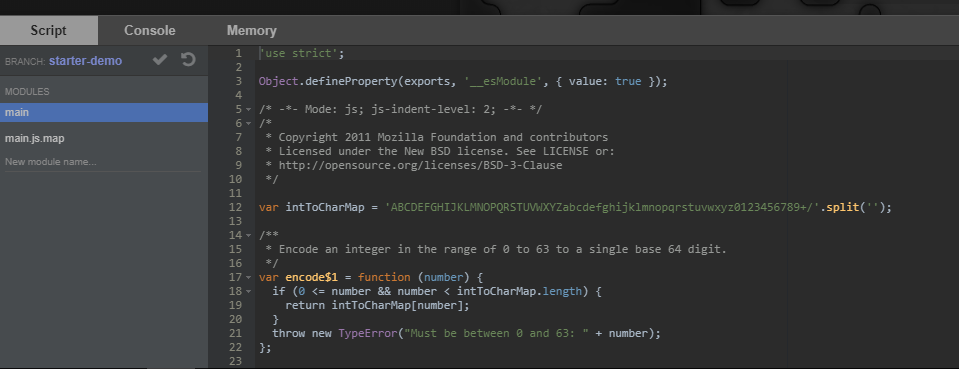 Script Console Memory
BRANCH: starter-demo
MODULES
main
main.js.map
New module name...
1 'use strict';
2
3 Object.defineProperty(exports, '__esModule', { value: true });
4
5 /* -*- Mode: js; js-indent-level: 2; -*- */
6 /*
7  * Copyright 2011 Mozilla Foundation and contributors
8  * Licensed under the New BSD license. See LICENSE or:
9  * http://opensource.org/licenses/BSD-3-Clause
10  */
11
12 var intToCharMap = 'ABCDEFGHIJKLMNOPQRSTUVWXYZabcdefghijklmnopqrstuvwxyz0123456789+/'.split('');
13
14 /**
15  * Encode an integer in the range of 0 to 63 to a single base 64 digit.
16  */
17 var encode$1 = function (number) {
18   if (0 <= number && number < intToCharMap.length) {
19     return intToCharMap[number];
20   }
21   throw new TypeError("Must be between 0 and 63: " + number);
22 };
23